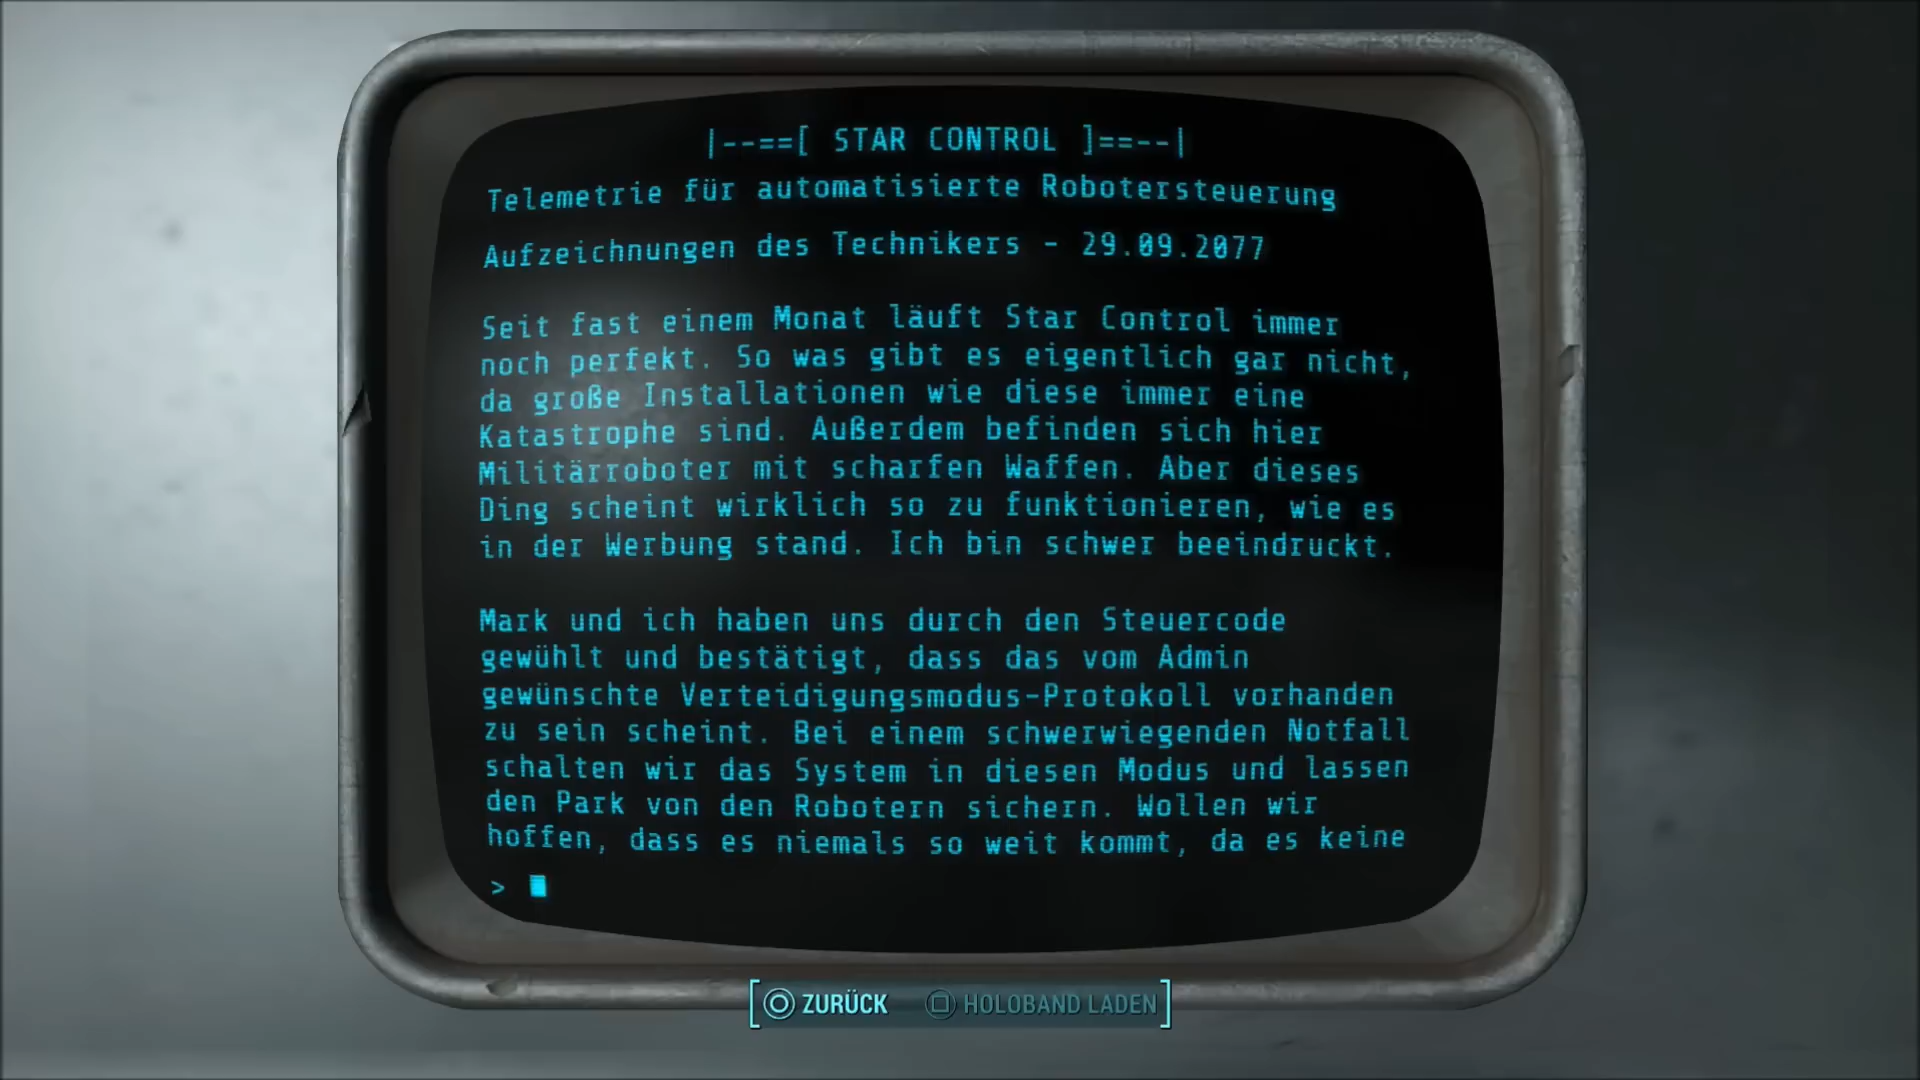 |--==[ STAR CONTROL ]==--|
Telemetrie für automatisierte Robotersteuerung
Aufzeichnungen des Technikers - 29.09.2077
Seit fast einem Monat läuft Star Control immer
noch perfekt. So was gibt es eigentlich gar nicht,
da große Installationen wie diese immer eine
Katastrophe sind. Außerdem befinden sich hier
Militärroboter mit scharfen Waffen. Aber dieses
Ding scheint wirklich so zu funktionieren, wie es
in der Werbung stand. Ich bin schwer beeindruckt.
Mark und ich haben uns durch den Steuercode
gewühlt und bestätigt, dass das vom Admin
gewünschte Verteidigungsmodus-Protokoll vorhanden
zu sein scheint. Bei einem schwerwiegenden Notfall
schalten wir das System in diesen Modus und lassen
den Park von den Robotern sichern. Wollen wir
hoffen, dass es niemals so weit kommt, da es keine
>
ZURÜCK HOLOBAND LADEN